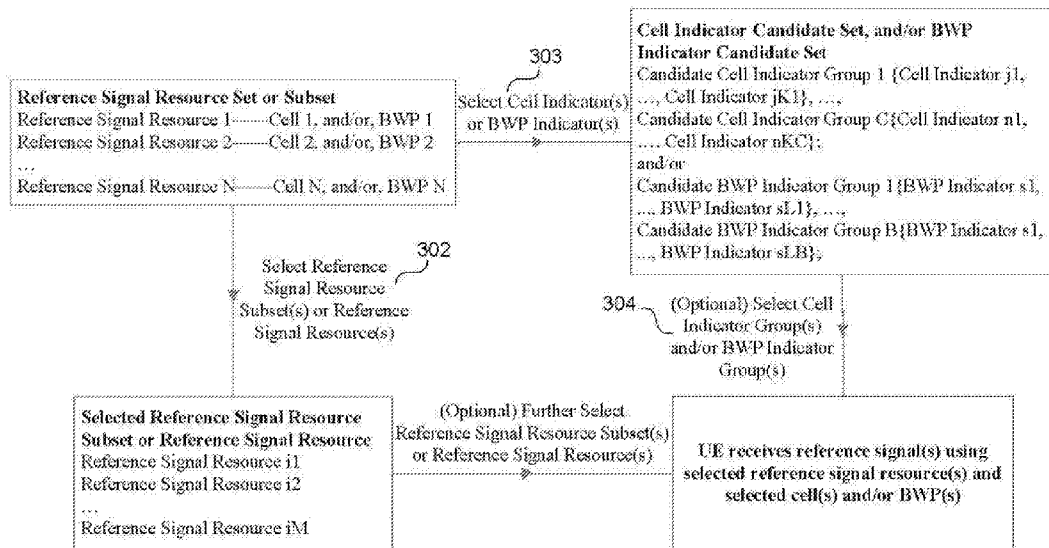 Reference Signal Resource Set or Subset
Reference Signal Resource 1------Cell 1, and/or, BWP 1
Reference Signal Resource 2------Cell 2, and/or, BWP 2
…
Reference Signal Resource N------Cell N, and/or, BWP N
303
Select Cell Indicator(s)
or BWP Indicator(s)
Cell Indicator Candidate Set, and/or BWP
Indicator Candidate Set
Candidate Cell Indicator Group 1 {Cell Indicator j1,
…, Cell Indicator jK1}, …,
Candidate Cell Indicator Group C{Cell Indicator n1,
…, Cell Indicator nKC};
and/or
Candidate BWP Indicator Group 1{BWP Indicator s1,
…, BWP Indicator sL1}, …,
Candidate BWP Indicator Group B{BWP Indicator s1,
…, BWP Indicator sLB};
302
Select Reference
Signal Resource
Subset(s) or Reference
Signal Resource(s)
304
(Optional) Select Cell
Indicator Group(s)
and/or BWP Indicator
Group(s)
Selected Reference Signal Resource
Subset or Reference Signal Resource
Reference Signal Resource i1
Reference Signal Resource i2
…
Reference Signal Resource iM
(Optional) Further Select
Reference Signal Resource Subset(s)
or Reference Signal Resource(s)
UE receives reference signal(s) using
selected reference signal resource(s) and
selected cell(s) and/or BWP(s)